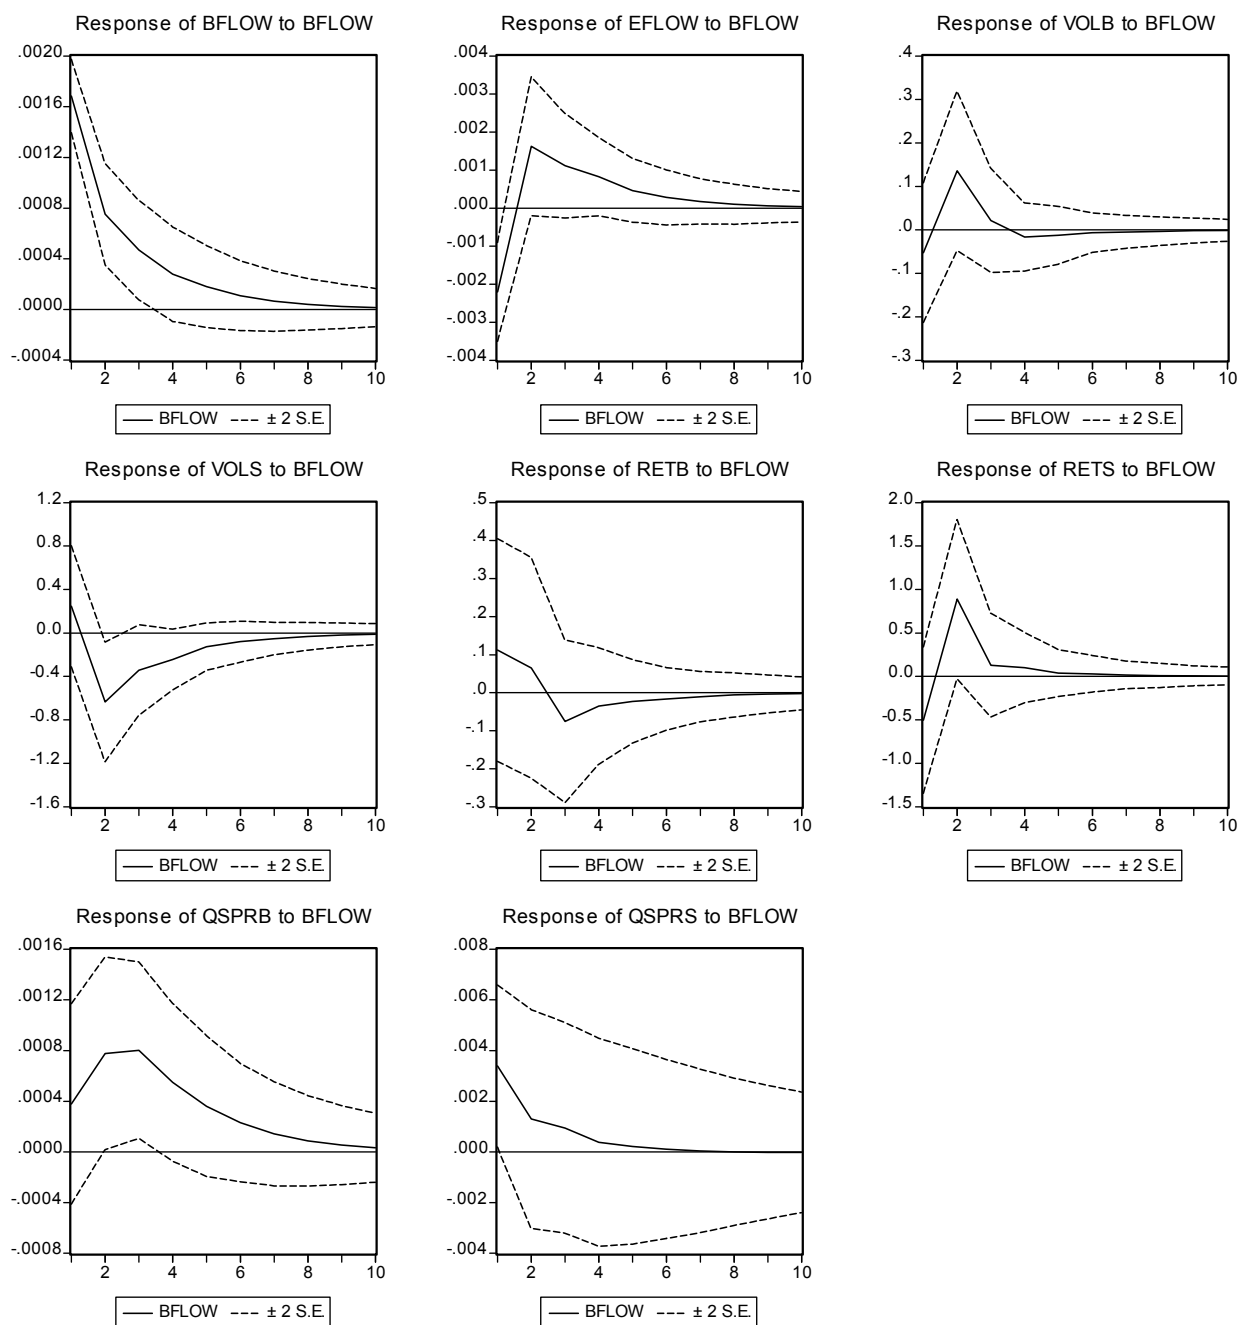 Response of BFLOW to BFLOW
Response of EFLOW to BFLOW
Response of VOLB to BFLOW
.0020
.0016
.0012
.0008
.0004
.0000
-.0004
2 4 6 8 10
BFLOW ± 2 S.E.
.004
.003
.002
.001
.000
-.001
-.002
-.003
-.004
2 4 6 8 10
BFLOW ± 2 S.E.
.4
.3
.2
.1
.0
-.1
-.2
-.3
2 4 6 8 10
BFLOW ± 2 S.E.
Response of VOLS to BFLOW
Response of RETB to BFLOW
Response of RETS to BFLOW
1.2
0.8
0.4
0.0
-0.4
-0.8
-1.2
-1.6
2 4 6 8 10
BFLOW ± 2 S.E.
.5
.4
.3
.2
.1
.0
-.1
-.2
-.3
2 4 6 8 10
BFLOW ± 2 S.E.
2.0
1.5
1.0
0.5
0.0
-0.5
-1.0
-1.5
2 4 6 8 10
BFLOW ± 2 S.E.
Response of QSPRB to BFLOW
Response of QSPRS to BFLOW
.0016
.0012
.0008
.0004
.0000
-.0004
-.0008
2 4 6 8 10
BFLOW ± 2 S.E.
.008
.006
.004
.002
.000
-.002
-.004
2 4 6 8 10
BFLOW ± 2 S.E.